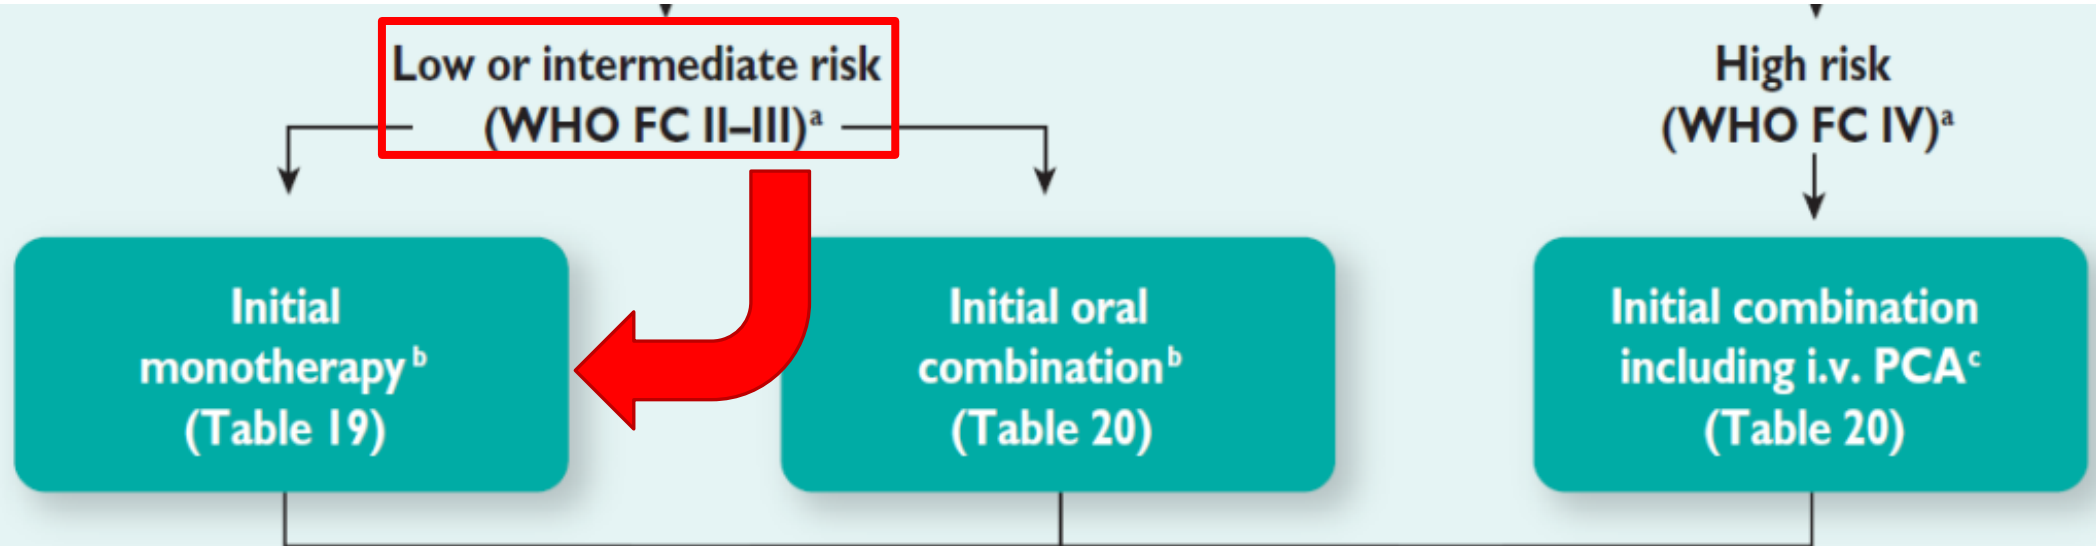 Low or intermediate risk
(WHO FC II–III)ᵃ
High risk
(WHO FC IV)ᵃ
Initial
monotherapyᵇ
(Table 19)
Initial oral
combinationᵇ
(Table 20)
Initial combination
including i.v. PCAᶜ
(Table 20)